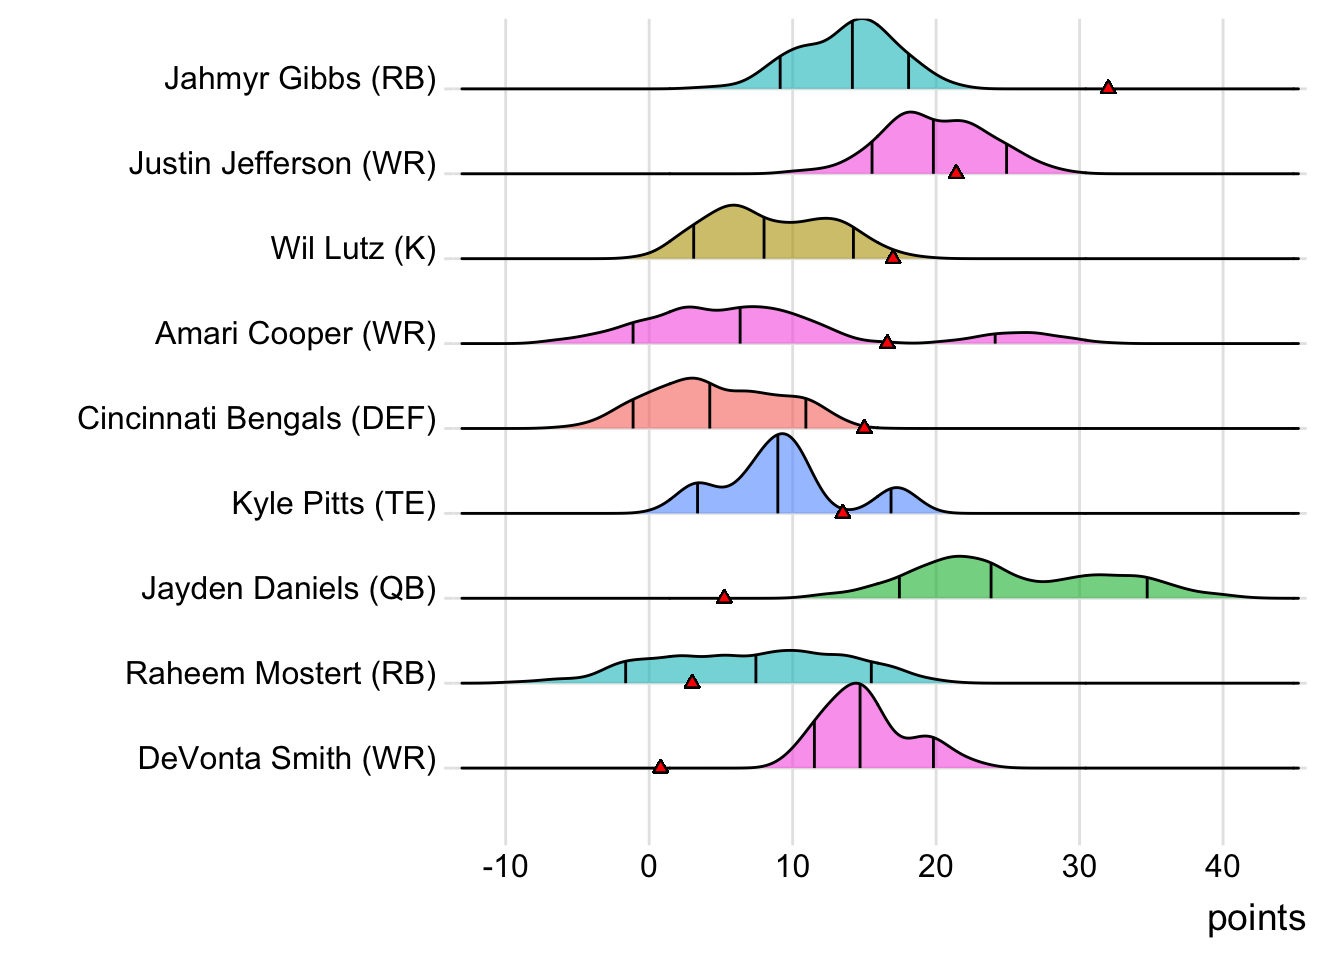 Jahmyr Gibbs (RB)
Justin Jefferson (WR)
Wil Lutz (K)
Amari Cooper (WR)
Cincinnati Bengals (DEF)
Kyle Pitts (TE)
Jayden Daniels (QB)
Raheem Mostert (RB)
DeVonta Smith (WR)
-10 0 10 20 30 40
points